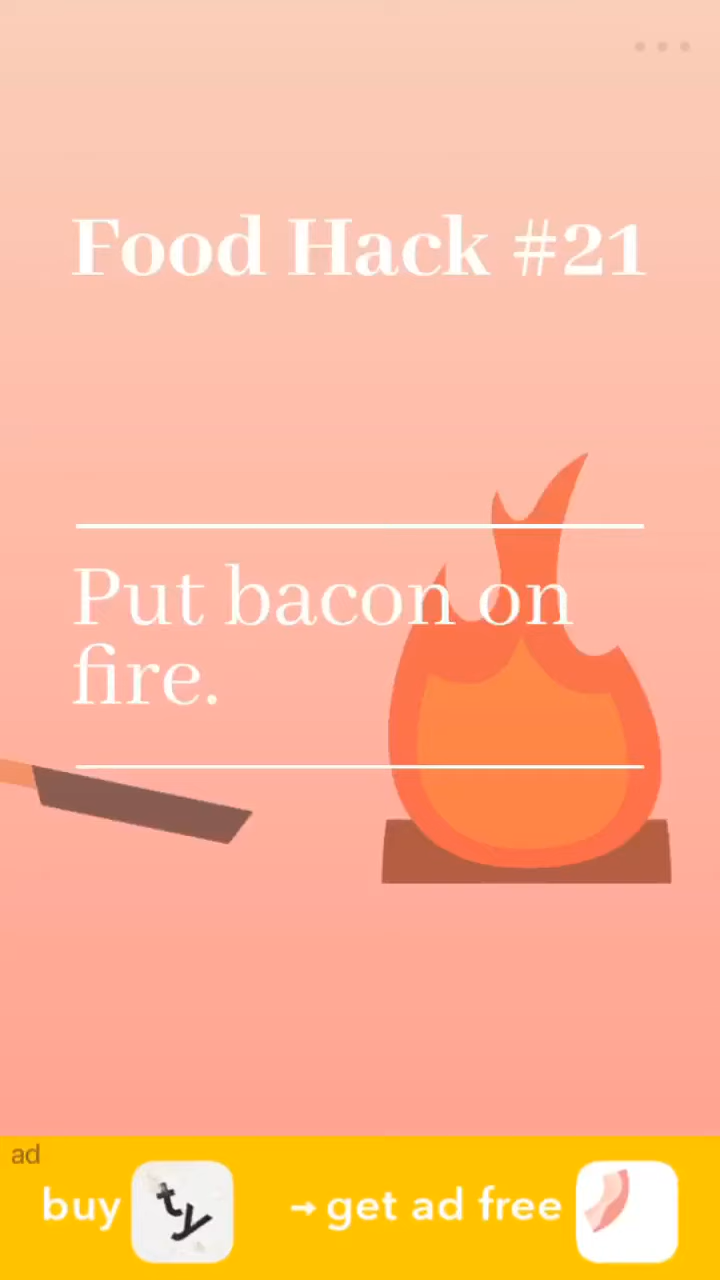 Food Hack #21
Put bacon on
fire.
ad
buy ty → get ad free